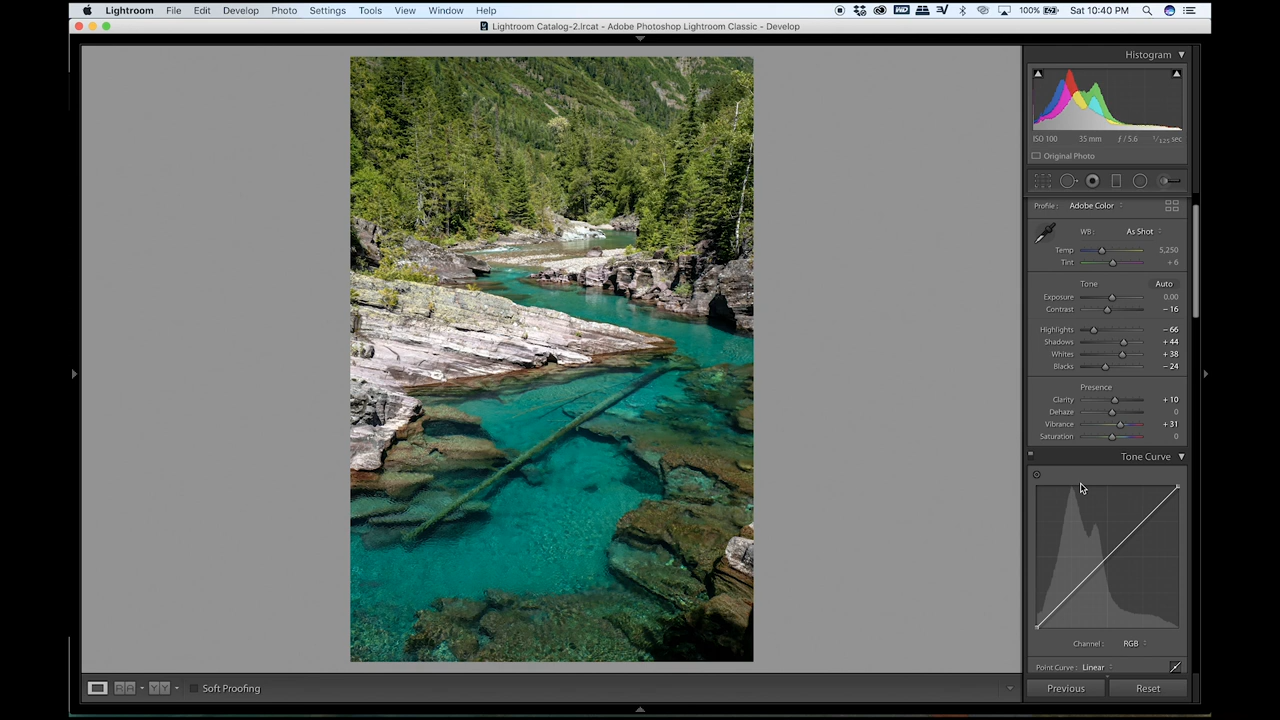 Lightroom File Edit Develop Photo Settings Tools View Window Help 100% Sat 10:40 PM
Lightroom Catalog-2.lrcat - Adobe Photoshop Lightroom Classic - Develop
Histogram
ISO 100 35 mm ƒ / 5.6 1/125 sec
Original Photo
Profile : Adobe Color
WB : As Shot
Temp 5,250
Tint + 6
Tone Auto
Exposure 0.00
Contrast − 16
Highlights − 66
Shadows + 44
Whites + 38
Blacks − 24
Presence
Clarity + 10
Dehaze 0
Vibrance + 31
Saturation 0
Tone Curve
Channel : RGB
Point Curve : Linear
Soft Proofing
Previous Reset